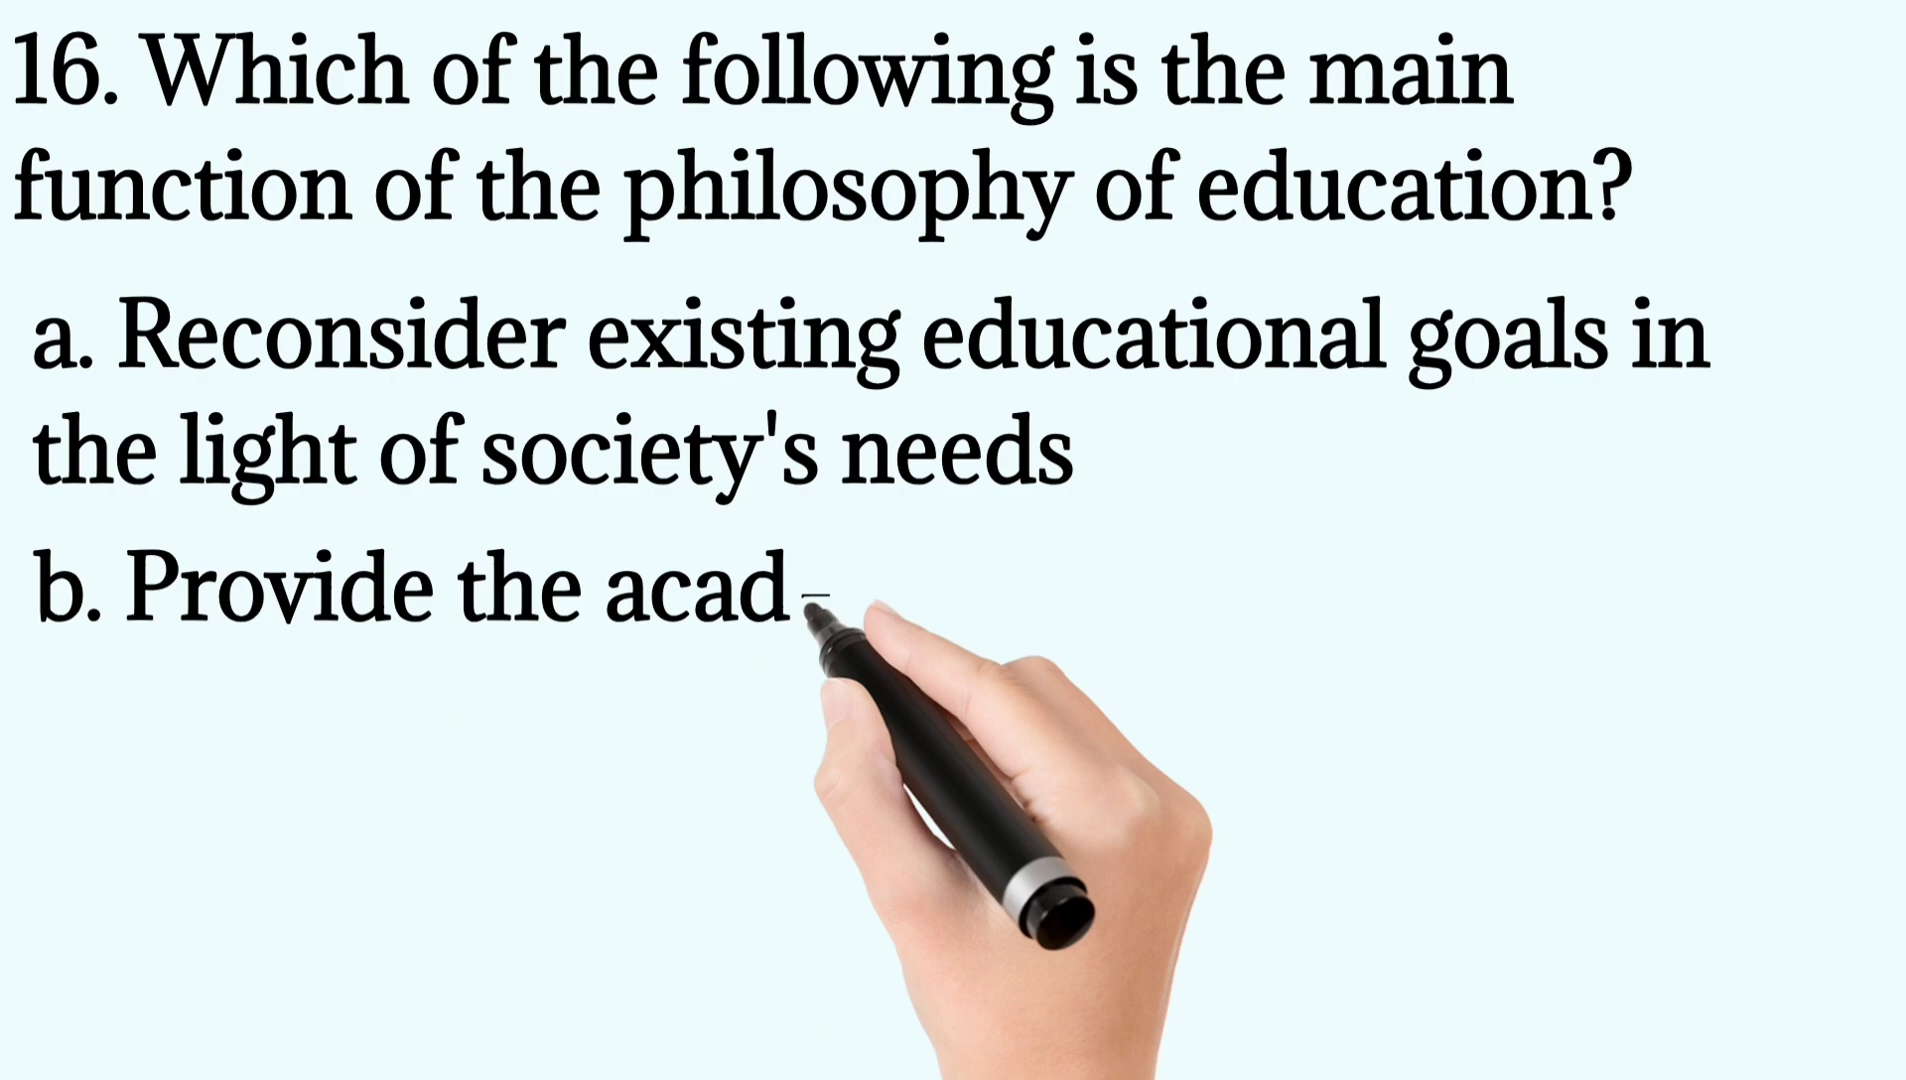 16. Which of the following is the main
function of the philosophy of education?
a. Reconsider existing educational goals in
the light of society's needs
b. Provide the acad